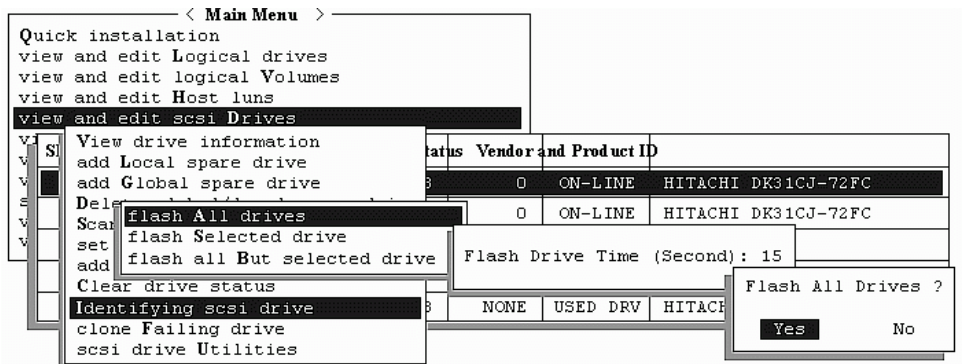 < Main Menu >
Quick installation
view and edit Logical drives
view and edit logical Volumes
view and edit Host luns
view and edit scsi Drives
View drive information
add Local spare drive
add Global spare drive
Vendor and Product ID
0 ON-LINE HITACHI DK31CJ-72FC
0 ON-LINE HITACHI DK31CJ-72FC
flash All drives
flash Selected drive
flash all But selected drive
set
add
Flash Drive Time (Second): 15
Clear drive status
Identifying scsi drive
clone Failing drive
scsi drive Utilities
NONE USED DRV
Flash All Drives ?
Yes No